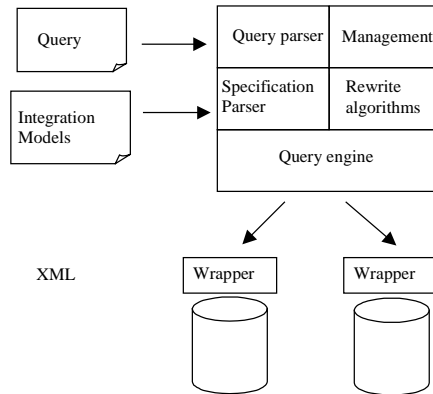 Query
Query parser
Management
Integration
Models
Specification
Parser
Rewrite
algorithms
Query engine
XML
Wrapper
Wrapper